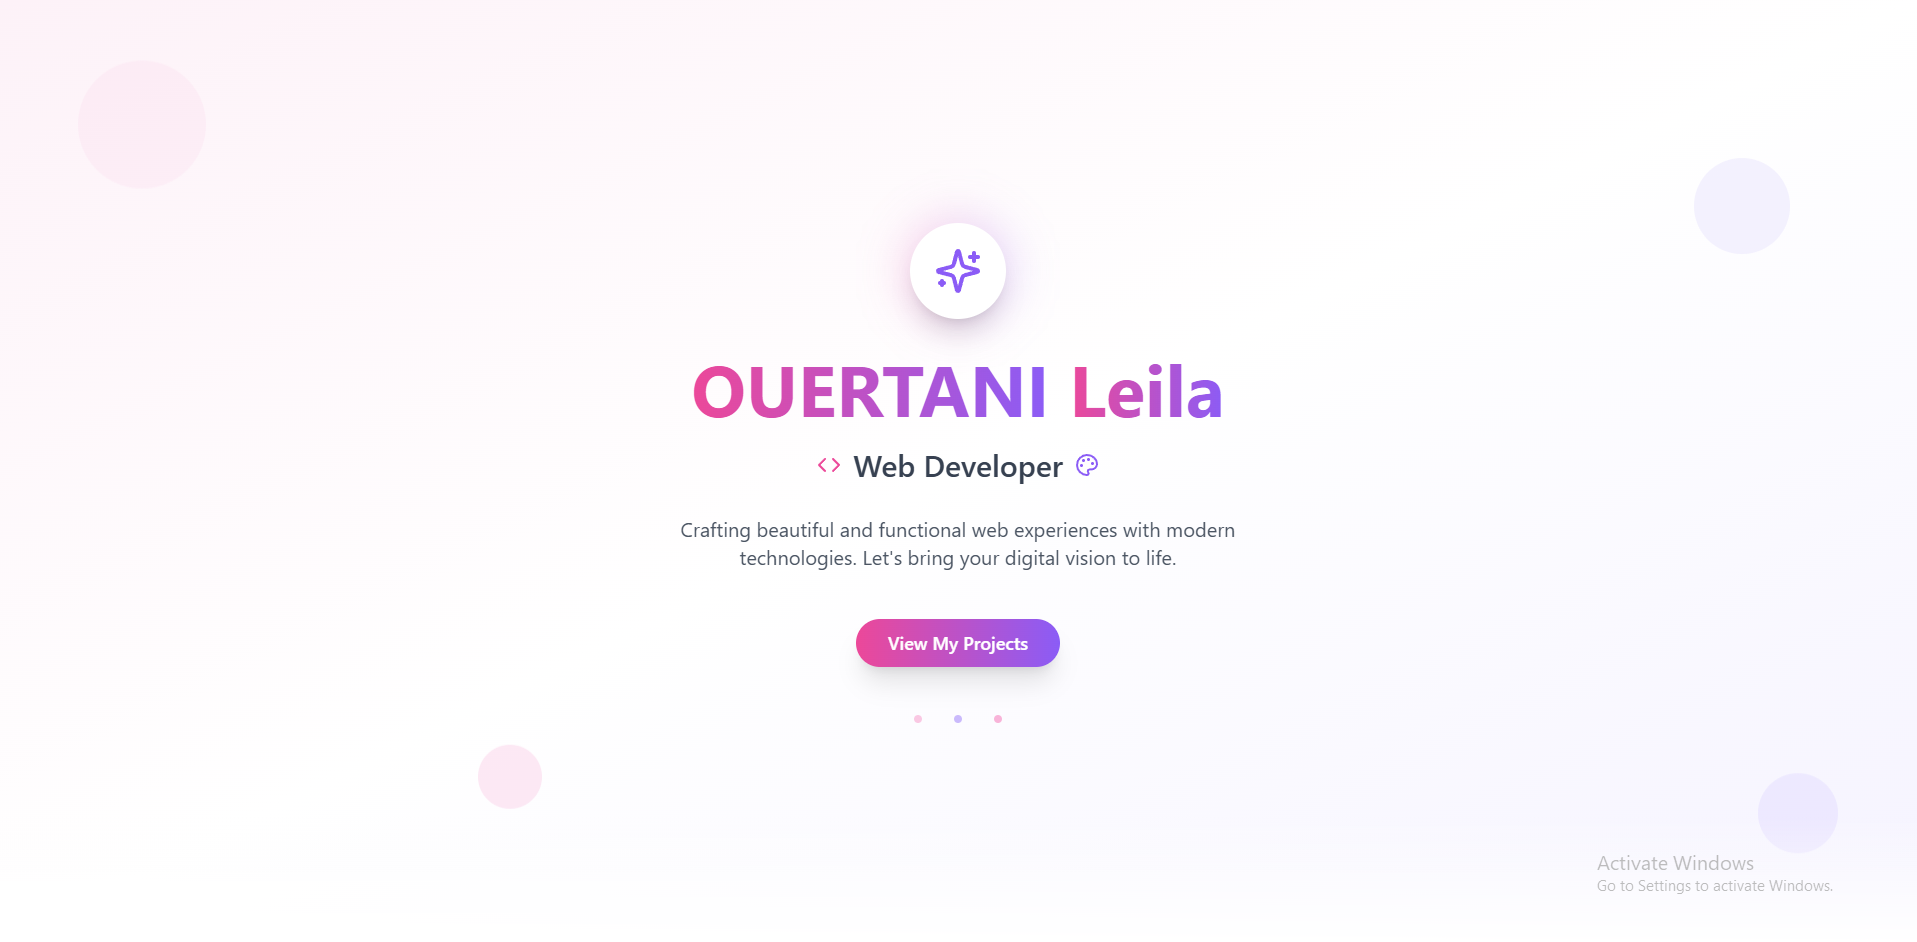 OUERTANI Leila
Web Developer
Crafting beautiful and functional web experiences with modern
technologies. Let's bring your digital vision to life.
View My Projects
Activate Windows
Go to Settings to activate Windows.